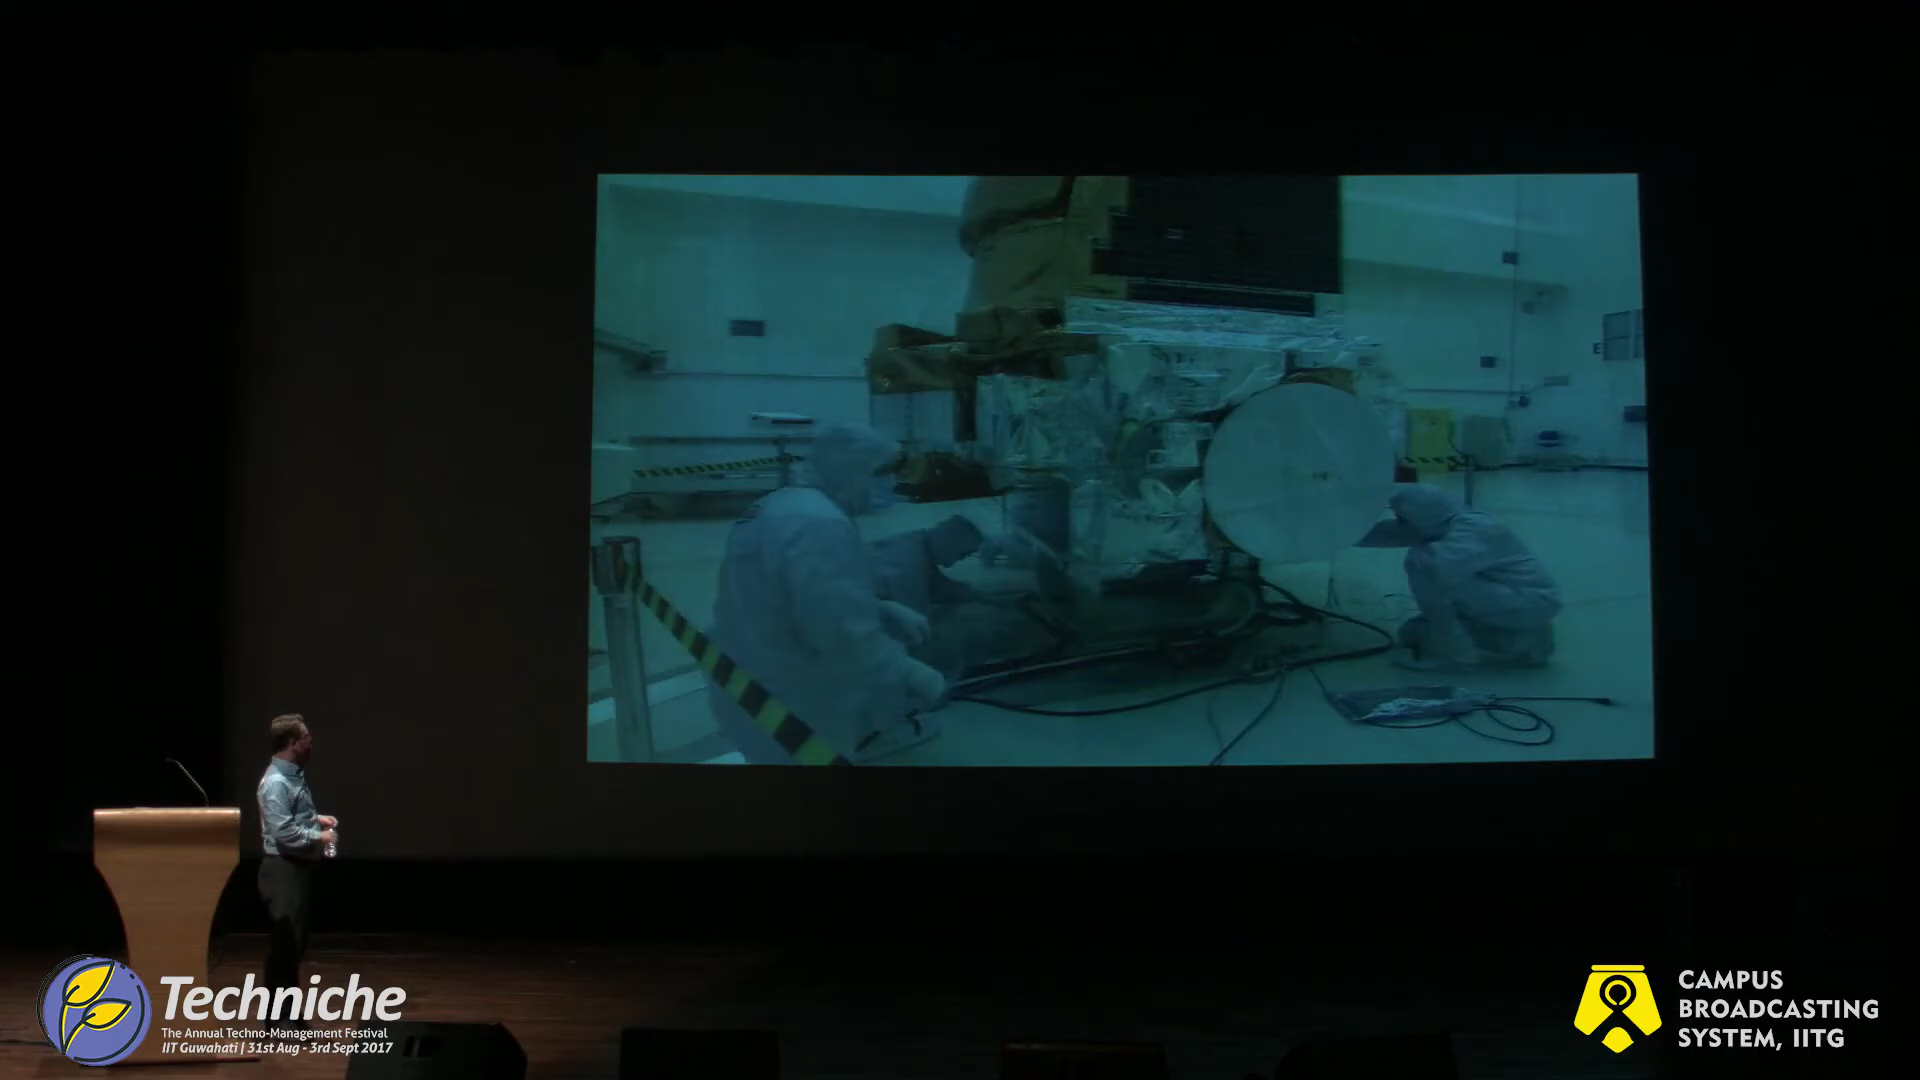 Techniche
The Annual Techno-Management Festival
IIT Guwahati | 31st Aug - 3rd Sept 2017
CAMPUS
BROADCASTING
SYSTEM, IITG